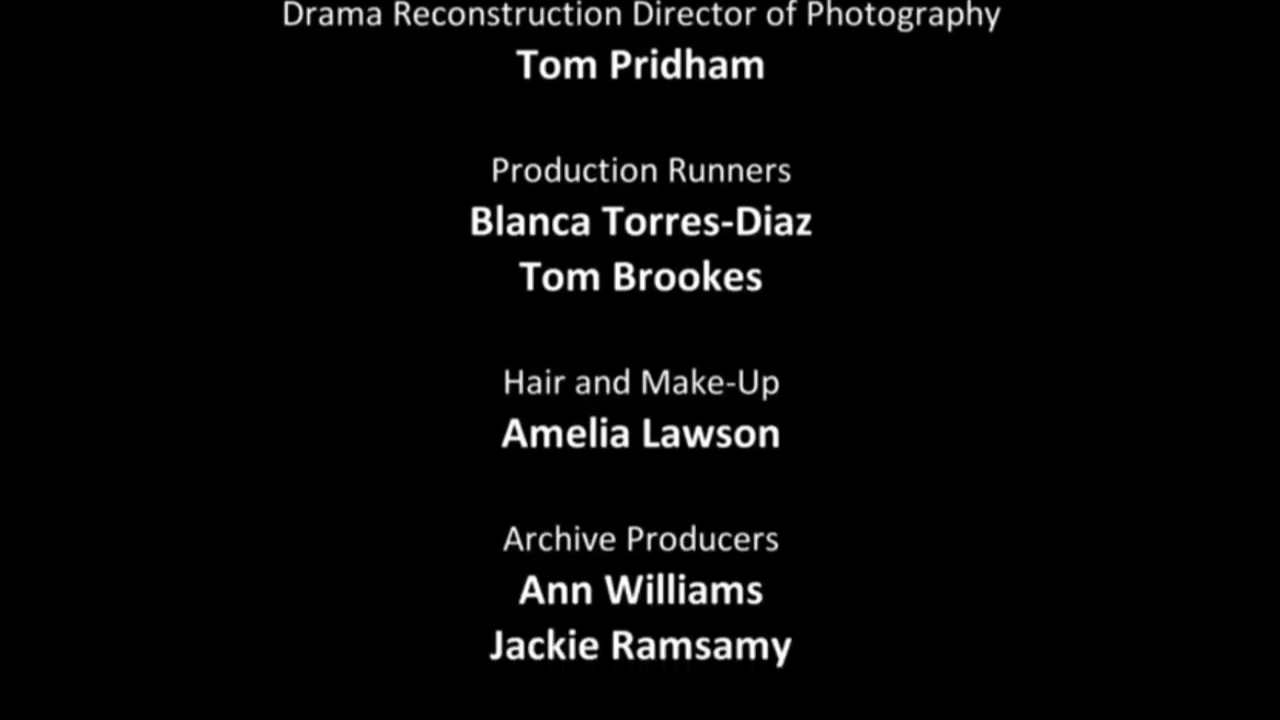 Drama Reconstruction Director of Photography
Tom Pridham
Production Runners
Blanca Torres-Diaz
Tom Brookes
Hair and Make-Up
Amelia Lawson
Archive Producers
Ann Williams
Jackie Ramsamy